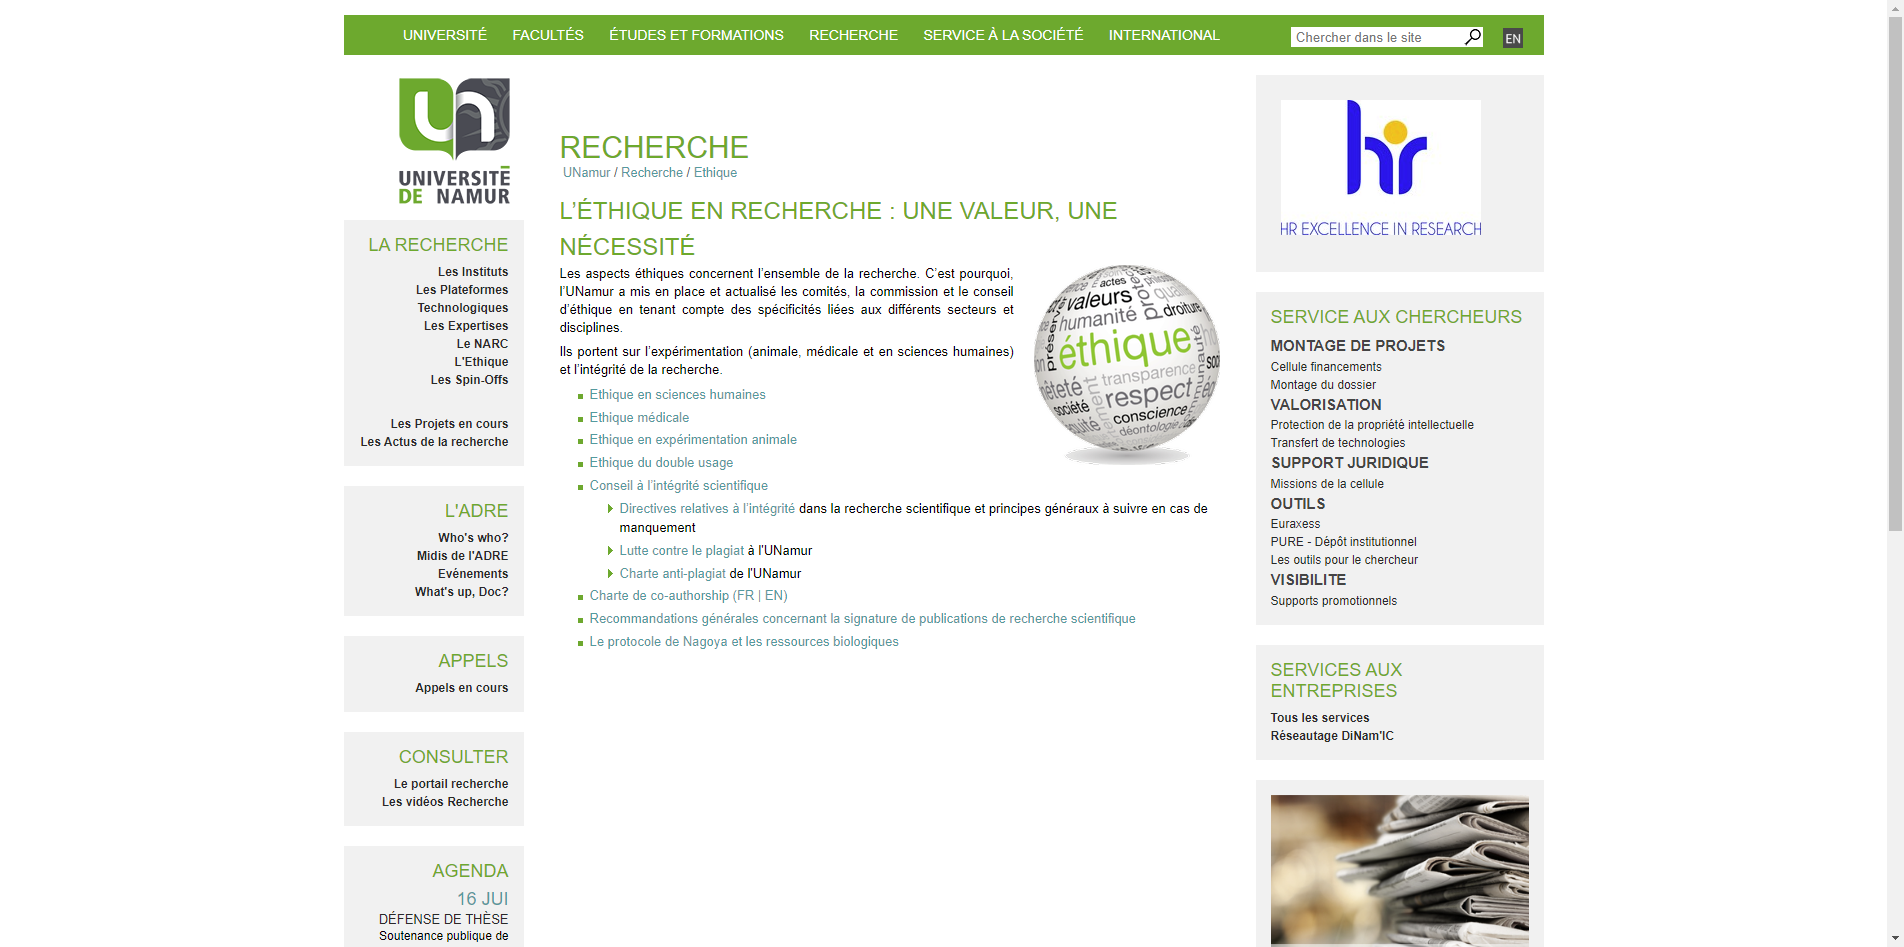 UNIVERSITÉ FACULTÉS ÉTUDES ET FORMATIONS RECHERCHE SERVICE À LA SOCIÉTÉ INTERNATIONAL Chercher dans le site EN
UNIVERSITÉ
DE NAMUR
LA RECHERCHE
Les Instituts
Les Plateformes
Technologiques
Les Expertises
Le NARC
L'Ethique
Les Spin-Offs
Les Projets en cours
Les Actus de la recherche
L'ADRE
Who's who?
Midis de l'ADRE
Evénements
What's up, Doc?
APPELS
Appels en cours
CONSULTER
Le portail recherche
Les vidéos Recherche
AGENDA
16 JUI
DÉFENSE DE THÈSE
Soutenance publique de
RECHERCHE
UNamur / Recherche / Ethique
L'ÉTHIQUE EN RECHERCHE : UNE VALEUR, UNE
NÉCESSITÉ
Les aspects éthiques concernent l'ensemble de la recherche. C'est pourquoi,
l'UNamur a mis en place et actualisé les comités, la commission et le conseil
d'éthique en tenant compte des spécificités liées aux différents secteurs et
disciplines.
Ils portent sur l'expérimentation (animale, médicale et en sciences humaines)
et l'intégrité de la recherche.
actes
valeurs
humanité
droiture
éthique
transparence
respect
société
conscience
déontologie
Ethique en sciences humaines
Ethique médicale
Ethique en expérimentation animale
Ethique du double usage
Conseil à l'intégrité scientifique
Directives relatives à l'intégrité dans la recherche scientifique et principes généraux à suivre en cas de
manquement
Lutte contre le plagiat à l'UNamur
Charte anti-plagiat de l'UNamur
Charte de co-authorship (FR | EN)
Recommandations générales concernant la signature de publications de recherche scientifique
Le protocole de Nagoya et les ressources biologiques
hr
HR EXCELLENCE IN RESEARCH
SERVICE AUX CHERCHEURS
MONTAGE DE PROJETS
Cellule financements
Montage du dossier
VALORISATION
Protection de la propriété intellectuelle
Transfert de technologies
SUPPORT JURIDIQUE
Missions de la cellule
OUTILS
Euraxess
PURE - Dépôt institutionnel
Les outils pour le chercheur
VISIBILITE
Supports promotionnels
SERVICES AUX
ENTREPRISES
Tous les services
Réseautage DiNam'IC